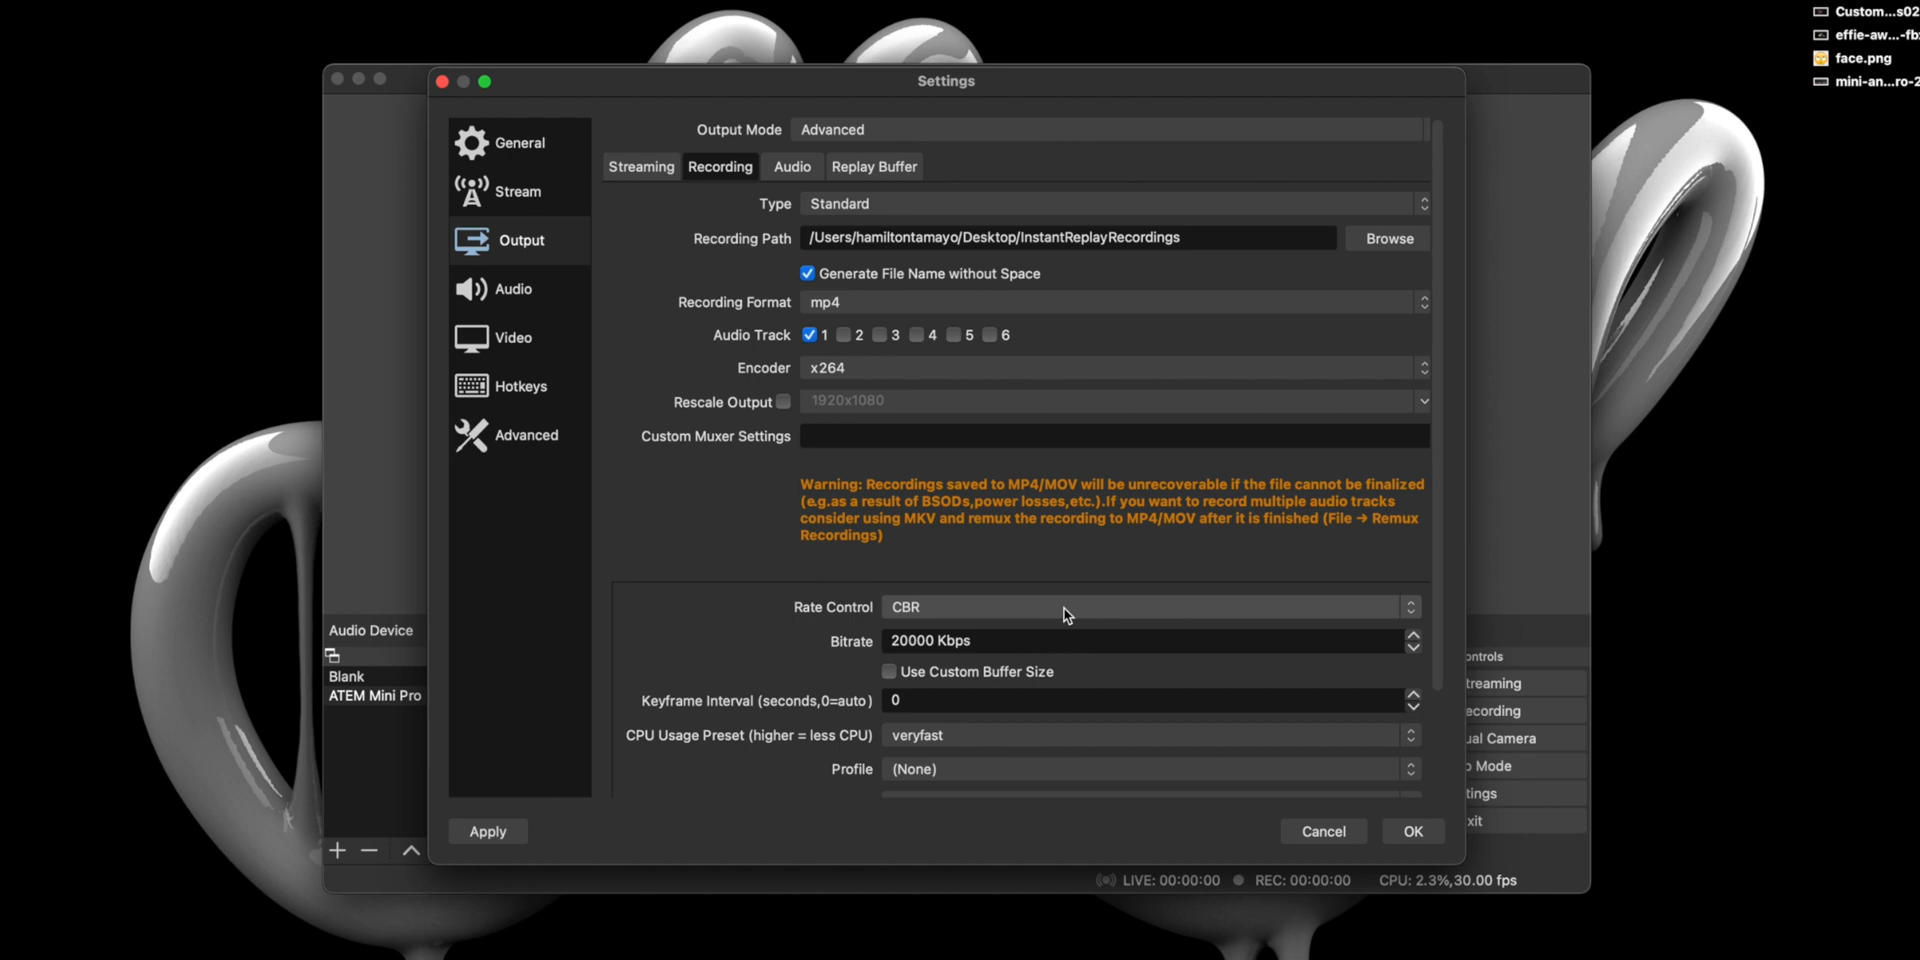 Custom...s02
effie-aw...-fb
face.png
mini-an...ro-2
Settings
General
Stream
Output
Audio
Video
Hotkeys
Advanced
Output Mode Advanced
Streaming Recording Audio Replay Buffer
Type Standard
Recording Path /Users/hamiltontamayo/Desktop/InstantReplayRecordings Browse
Generate File Name without Space
Recording Format mp4
Audio Track 1 2 3 4 5 6
Encoder x264
Rescale Output 1920x1080
Custom Muxer Settings
Warning: Recordings saved to MP4/MOV will be unrecoverable if the file cannot be finalized
(e.g.as a result of BSODs,power losses,etc.).If you want to record multiple audio tracks
consider using MKV and remux the recording to MP4/MOV after it is finished (File → Remux
Recordings)
Rate Control CBR
Bitrate 20000 Kbps
Use Custom Buffer Size
Keyframe Interval (seconds,0=auto) 0
CPU Usage Preset (higher = less CPU) veryfast
Profile (None)
Apply Cancel OK
Audio Device
Blank
ATEM Mini Pro
ontrols
treaming
ecording
ual Camera
o Mode
tings
xit
LIVE: 00:00:00 REC: 00:00:00 CPU: 2.3%,30.00 fps